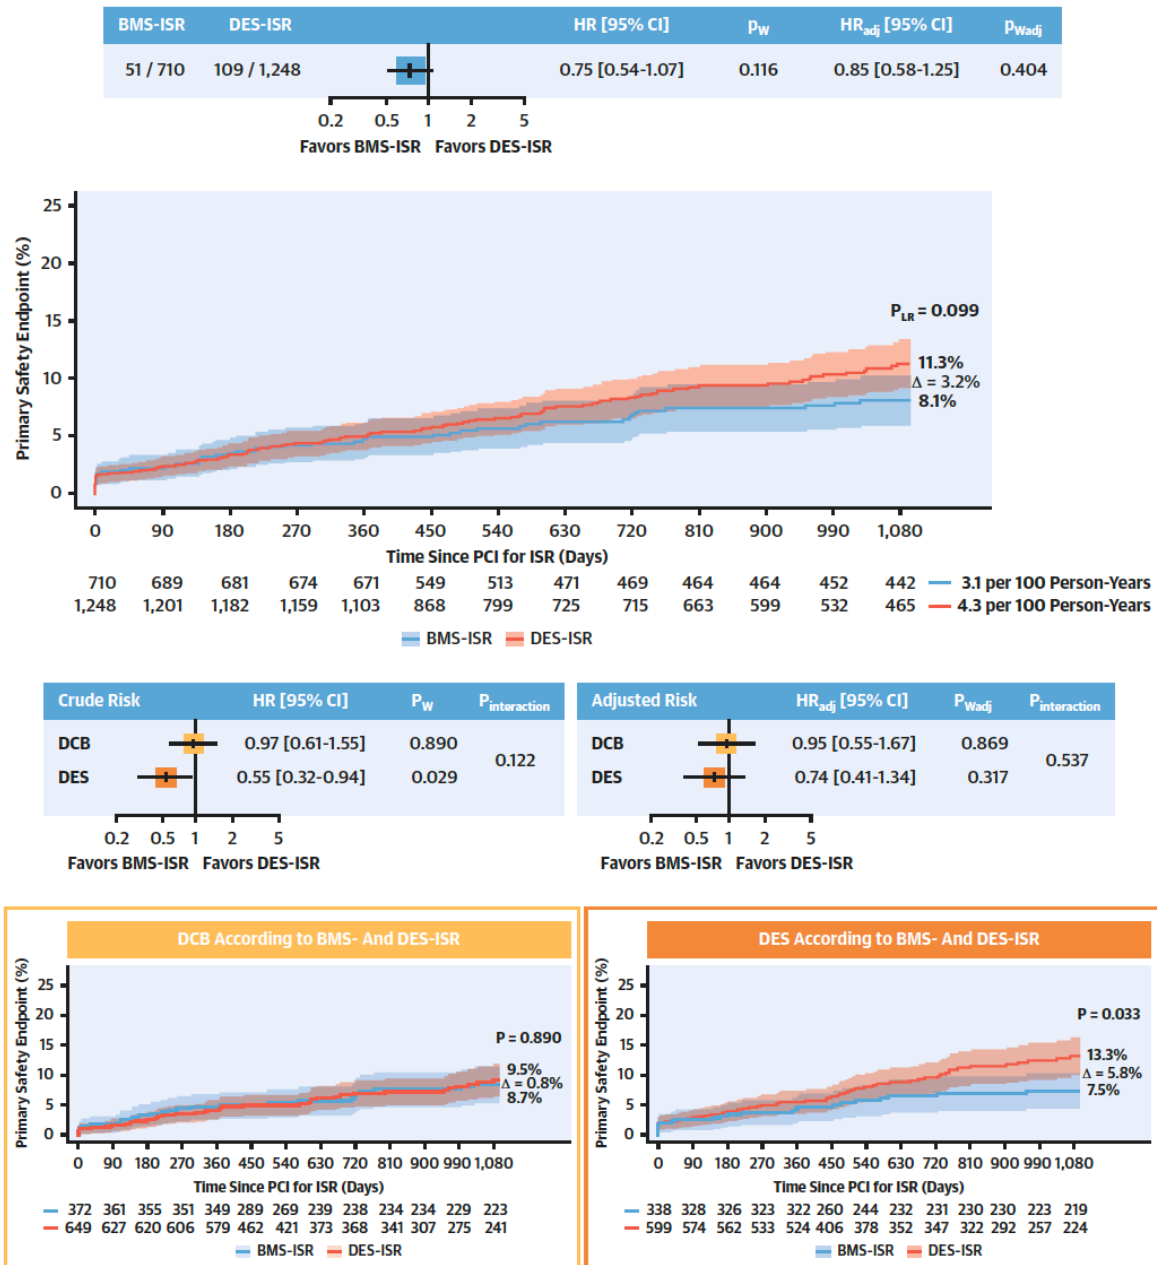 BMS-ISR DES-ISR HR [95% CI] pW HRadj [95% CI] pWadj
51 / 710 109 / 1,248 0.75 [0.54-1.07] 0.116 0.85 [0.58-1.25] 0.404
0.2 0.5 1 2 5
Favors BMS-ISR Favors DES-ISR
Primary Safety Endpoint (%)
25
20
15
10
5
0
PLR = 0.099
11.3%
Δ = 3.2%
8.1%
0 90 180 270 360 450 540 630 720 810 900 990 1,080
Time Since PCI for ISR (Days)
710 689 681 674 671 549 513 471 469 464 464 452 442 3.1 per 100 Person-Years
1,248 1,201 1,182 1,159 1,103 868 799 725 715 663 599 532 465 4.3 per 100 Person-Years
BMS-ISR DES-ISR
Crude Risk HR [95% CI] PW Pinteraction
DCB 0.97 [0.61-1.55] 0.890
0.122
DES 0.55 [0.32-0.94] 0.029
0.2 0.5 1 2 5
Favors BMS-ISR Favors DES-ISR
Adjusted Risk HRadj [95% CI] PWadj Pinteraction
DCB 0.95 [0.55-1.67] 0.869
0.537
DES 0.74 [0.41-1.34] 0.317
0.2 0.5 1 2 5
Favors BMS-ISR Favors DES-ISR
DCB According to BMS- And DES-ISR
Primary Safety Endpoint (%)
25
20
15
10
5
0
P = 0.890
9.5%
Δ = 0.8%
8.7%
0 90 180 270 360 450 540 630 720 810 900 990 1,080
Time Since PCI for ISR (Days)
372 361 355 351 349 289 269 239 238 234 234 229 223
649 627 620 606 579 462 421 373 368 341 307 275 241
BMS-ISR DES-ISR
DES According to BMS- And DES-ISR
Primary Safety Endpoint (%)
25
20
15
10
5
0
P = 0.033
13.3%
Δ = 5.8%
7.5%
0 90 180 270 360 450 540 630 720 810 900 990 1,080
Time Since PCI for ISR (Days)
338 328 326 323 322 260 244 232 231 230 230 223 219
599 574 562 533 524 406 378 352 347 322 292 257 224
BMS-ISR DES-ISR